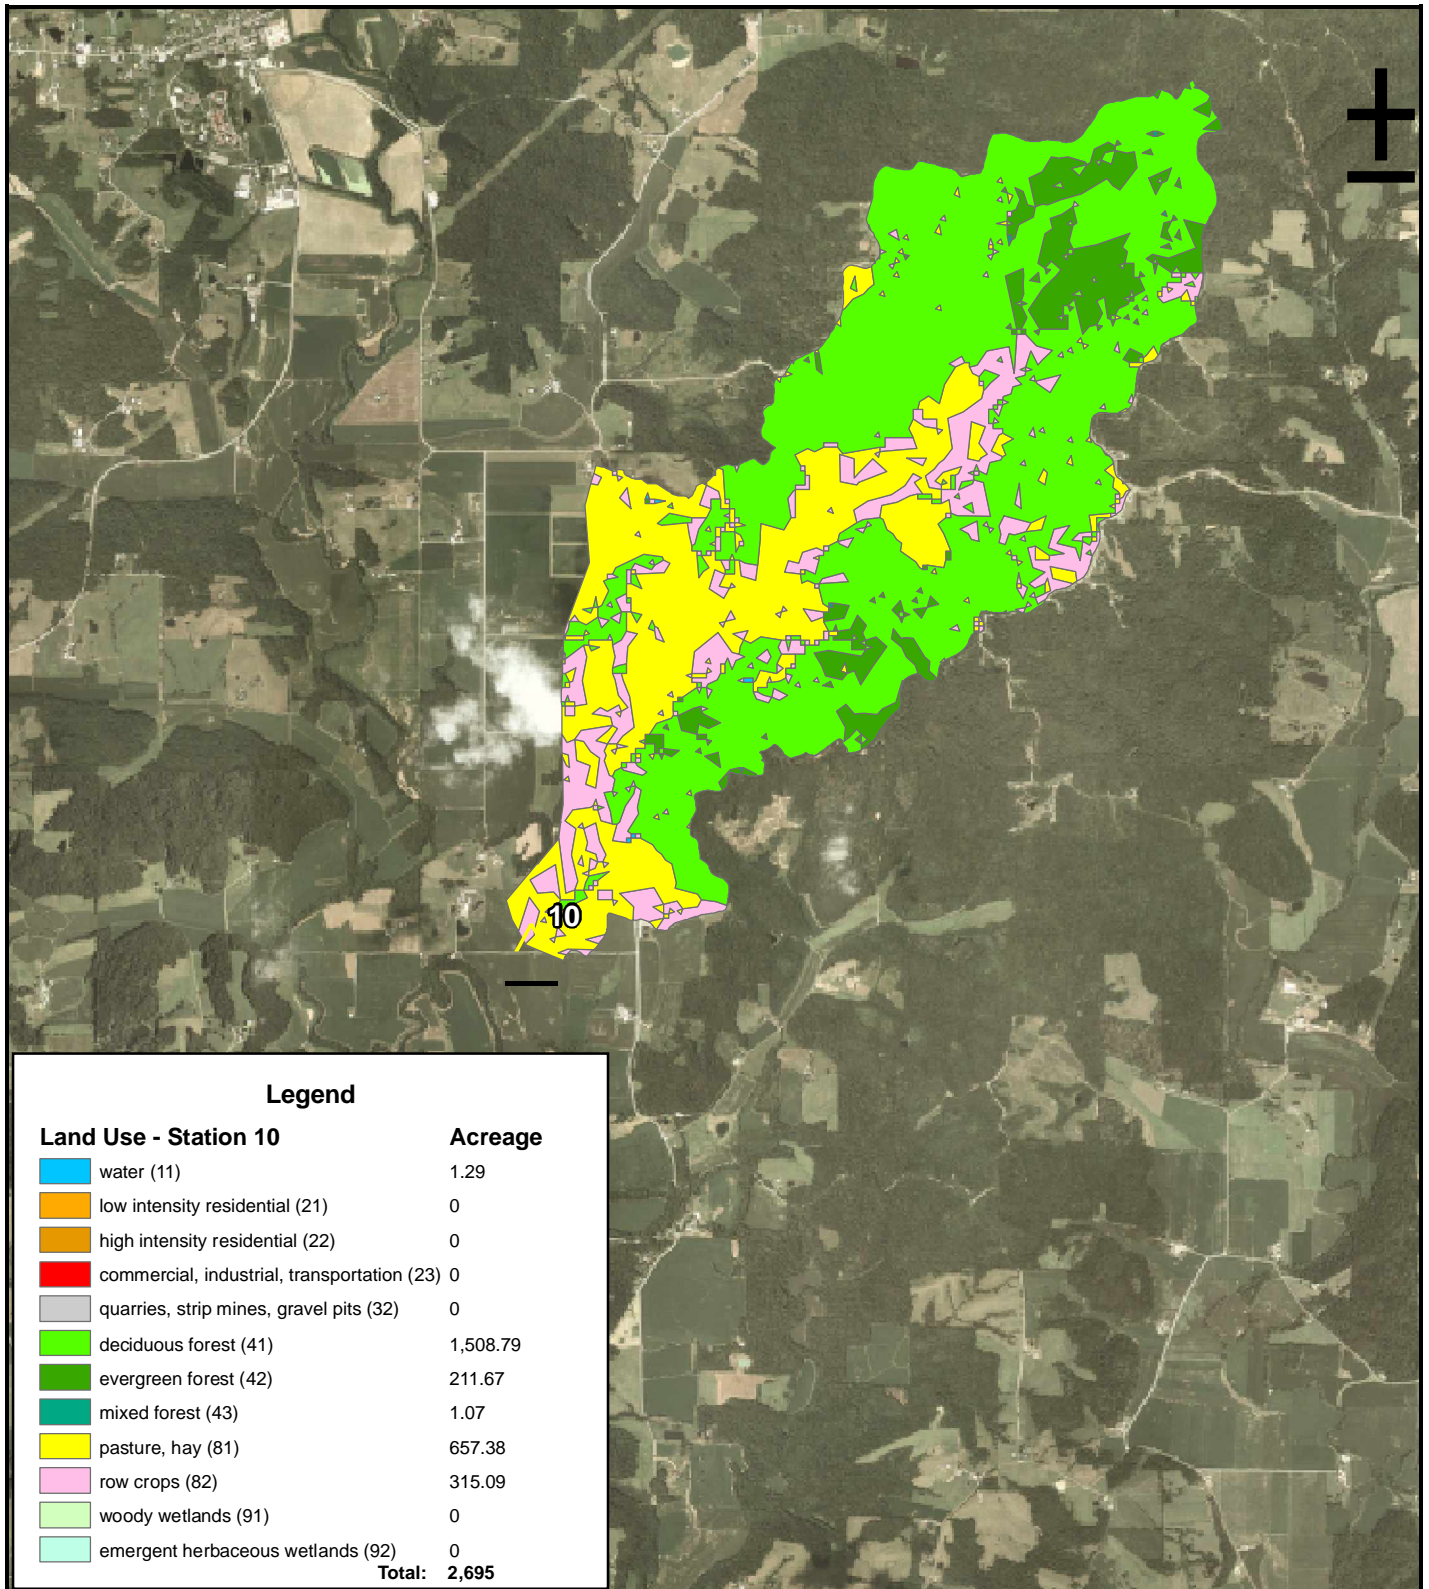 10
Legend
Land Use - Station 10 Acreage
water (11) 1.29
low intensity residential (21) 0
high intensity residential (22) 0
commercial, industrial, transportation (23) 0
quarries, strip mines, gravel pits (32) 0
deciduous forest (41) 1,508.79
evergreen forest (42) 211.67
mixed forest (43) 1.07
pasture, hay (81) 657.38
row crops (82) 315.09
woody wetlands (91) 0
emergent herbaceous wetlands (92) 0
Total: 2,695